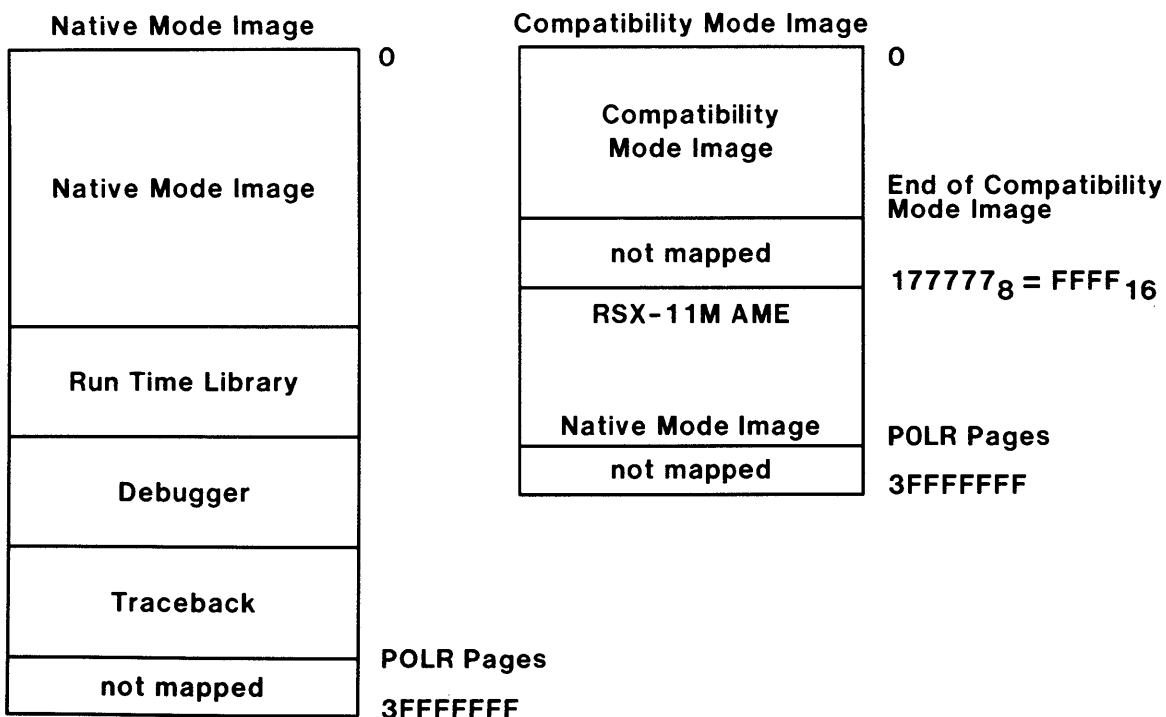 Native Mode Image
0
Native Mode Image
Run Time Library
Debugger
Traceback
POLR Pages
not mapped
3FFFFFFF
Compatibility Mode Image
0
Compatibility
Mode Image
End of Compatibility
Mode Image
not mapped
177777₈ = FFFF₁₆
RSX-11M AME
Native Mode Image
POLR Pages
not mapped
3FFFFFFF